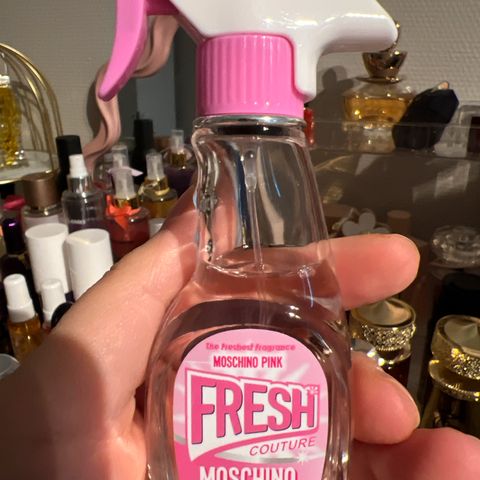 The Freshest Fragrance
MOSCHINO PINK
FRESH
COUTURE
MOSCHINO